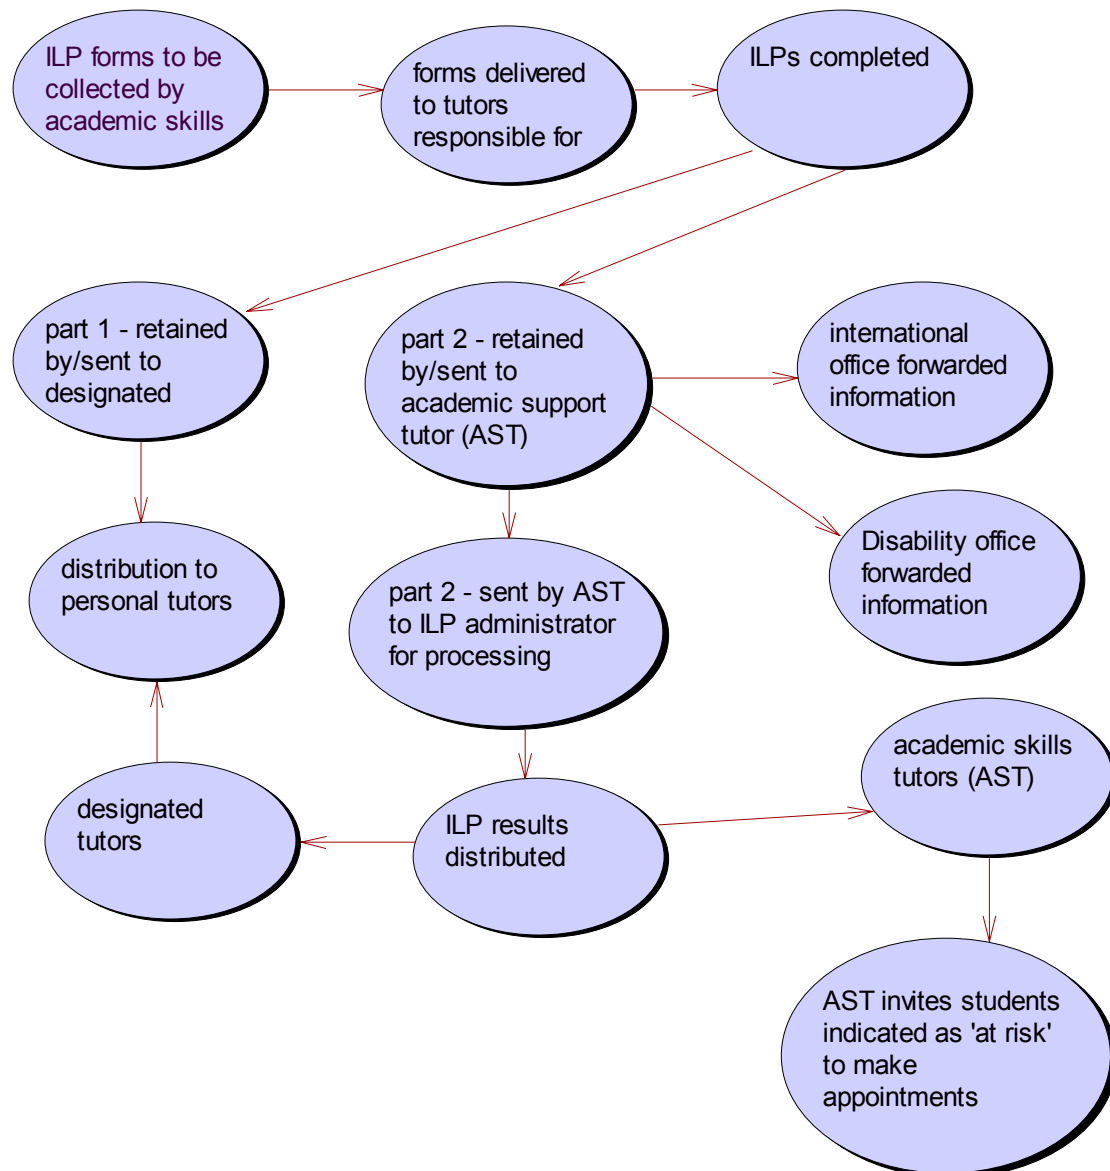 ILP forms to be
collected by
academic skills
forms delivered
to tutors
responsible for
ILPs completed
part 1 - retained
by/sent to
designated
part 2 - retained
by/sent to
academic support
tutor (AST)
international
office forwarded
information
Disability office
forwarded
information
distribution to
personal tutors
part 2 - sent by AST
to ILP administrator
for processing
academic skills
tutors (AST)
designated
tutors
ILP results
distributed
AST invites students
indicated as 'at risk'
to make
appointments